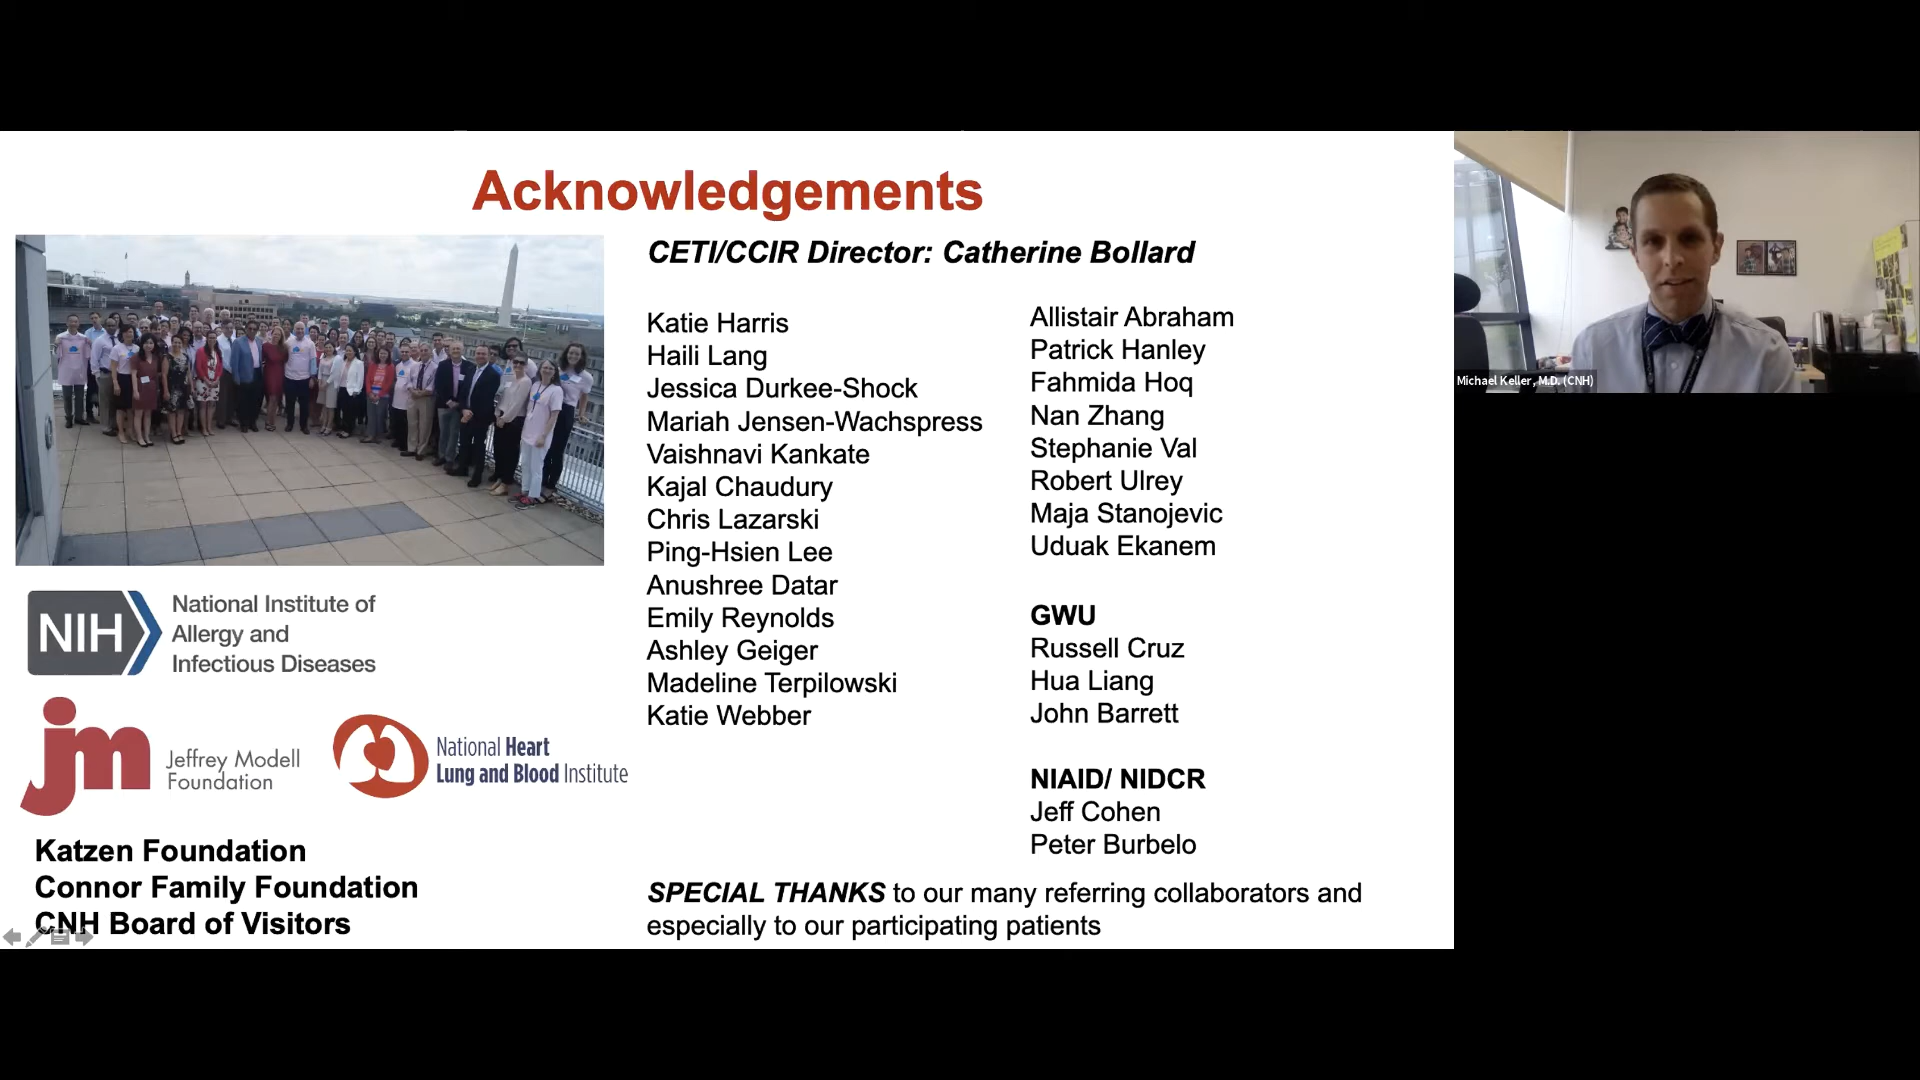 Acknowledgements
CETI/CCIR Director: Catherine Bollard
Katie Harris
Haili Lang
Jessica Durkee-Shock
Mariah Jensen-Wachspress
Vaishnavi Kankate
Kajal Chaudury
Chris Lazarski
Ping-Hsien Lee
Anushree Datar
Emily Reynolds
Ashley Geiger
Madeline Terpilowski
Katie Webber
Allistair Abraham
Patrick Hanley
Fahmida Hoq
Nan Zhang
Stephanie Val
Robert Ulrey
Maja Stanojevic
Uduak Ekanem
GWU
Russell Cruz
Hua Liang
John Barrett
NIAID/ NIDCR
Jeff Cohen
Peter Burbelo
SPECIAL THANKS to our many referring collaborators and
especially to our participating patients
NIH
National Institute of
Allergy and
Infectious Diseases
jm
Jeffrey Modell
Foundation
National Heart
Lung and Blood Institute
Katzen Foundation
Connor Family Foundation
CNH Board of Visitors
Michael Keller, M.D. (CNH)